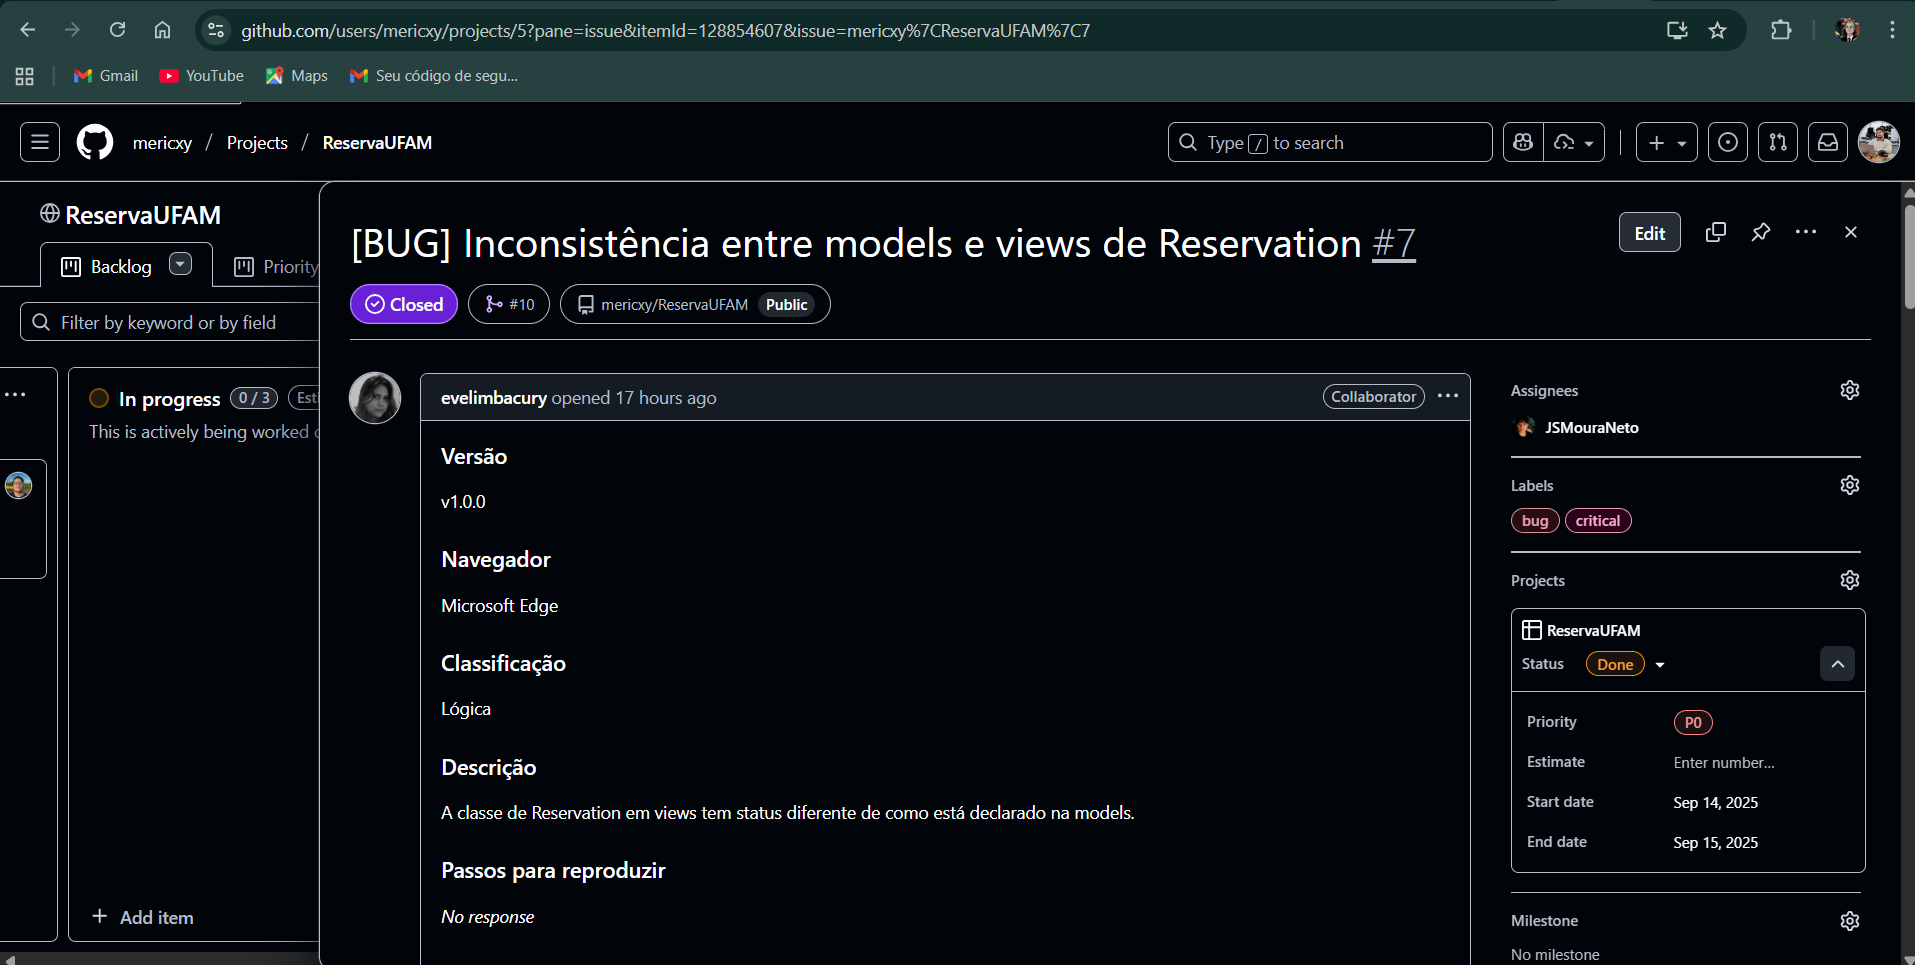 github.com/users/mericxy/projects/5?pane=issue&itemId=128854607&issue=mericxy%7CReservaUFAM%7C7
Gmail YouTube Maps Seu código de segu...
mericxy / Projects / ReservaUFAM
Type / to search
ReservaUFAM
Backlog Priority
Filter by keyword or by field
In progress 0 / 3 Esti
This is actively being worked
Add item
[BUG] Inconsistência entre models e views de Reservation #7
Edit
Closed #10 mericxy/ReservaUFAM Public
evelimbacury opened 17 hours ago Collaborator
Versão
v1.0.0
Navegador
Microsoft Edge
Classificação
Lógica
Descrição
A classe de Reservation em views tem status diferente de como está declarado na models.
Passos para reproduzir
No response
Assignees
JSMouraNeto
Labels
bug critical
Projects
ReservaUFAM
Status Done
Priority P0
Estimate Enter number...
Start date Sep 14, 2025
End date Sep 15, 2025
Milestone
No milestone